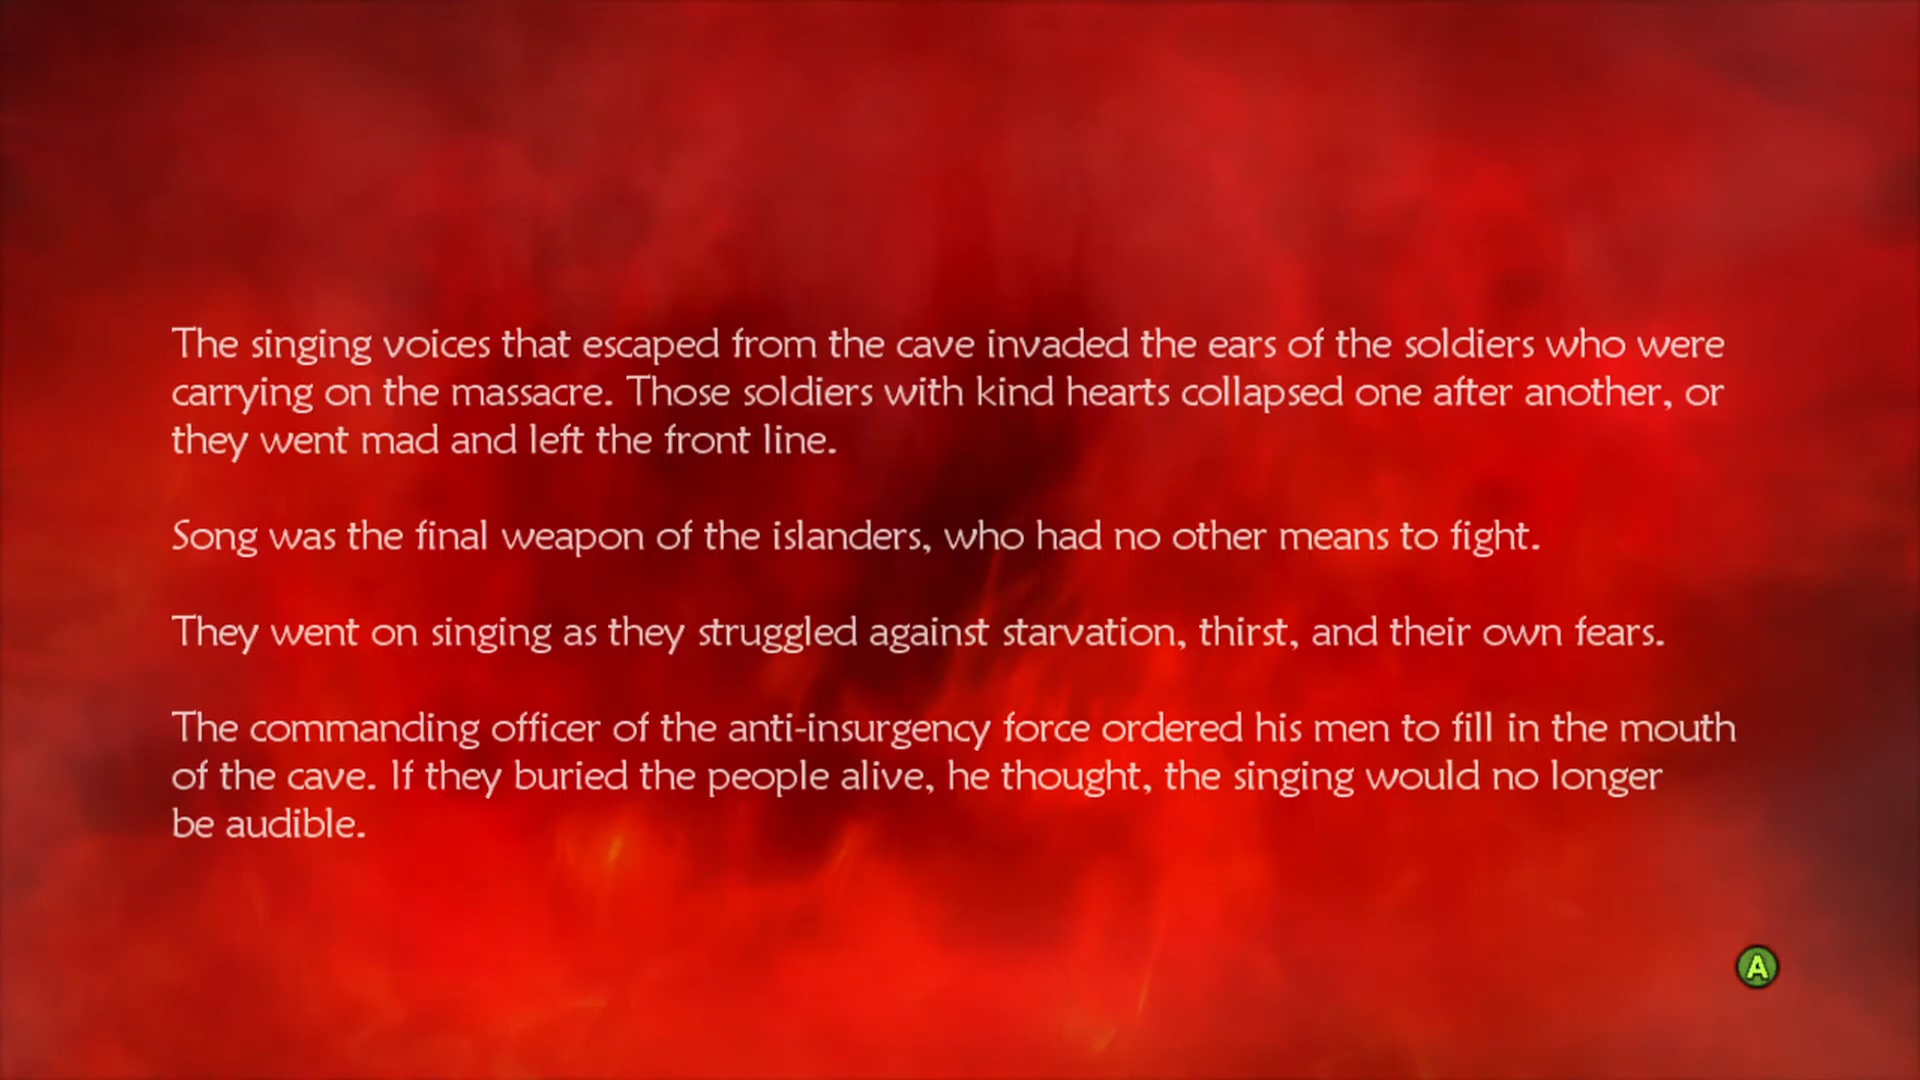 The singing voices that escaped from the cave invaded the ears of the soldiers who were
carrying on the massacre. Those soldiers with kind hearts collapsed one after another, or
they went mad and left the front line.
Song was the final weapon of the islanders, who had no other means to fight.
They went on singing as they struggled against starvation, thirst, and their own fears.
The commanding officer of the anti-insurgency force ordered his men to fill in the mouth
of the cave. If they buried the people alive, he thought, the singing would no longer
be audible.
A